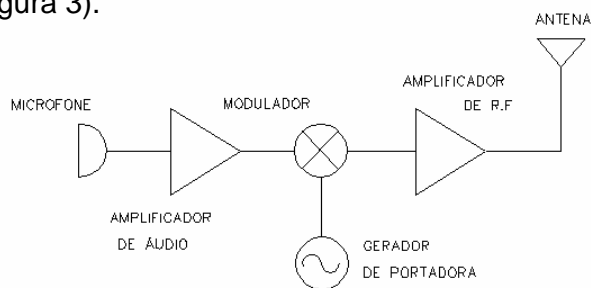 gura 3).
ANTENA
MICROFONE
MODULADOR
AMPLIFICADOR
DE R.F
AMPLIFICADOR
DE ÁUDIO
GERADOR
DE PORTADORA